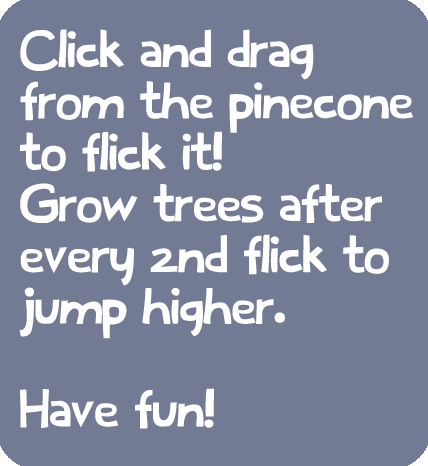 Click and drag
from the pinecone
to flick it!
Grow trees after
every 2nd flick to
jump higher.
Have fun!